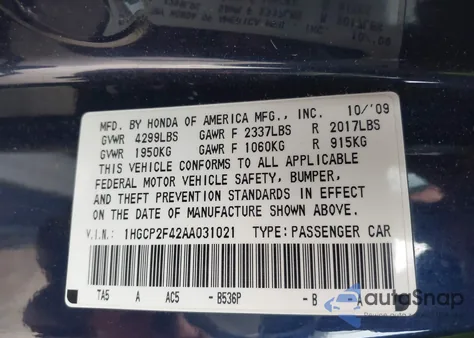 MFD. BY HONDA OF AMERICA MFG., INC. 10/'09
GVWR 4299LBS GAWR F 2337LBS R 2017LBS
GVWR 1950KG GAWR F 1060KG R 915KG
THIS VEHICLE CONFORMS TO ALL APPLICABLE
FEDERAL MOTOR VEHICLE SAFETY, BUMPER,
AND THEFT PREVENTION STANDARDS IN EFFECT
ON THE DATE OF MANUFACTURE SHOWN ABOVE.
V.I.N.: 1HGCP2F42AA031021 TYPE: PASSENGER CAR
TA5 A AC5 - B536P - B - A
autoSnap